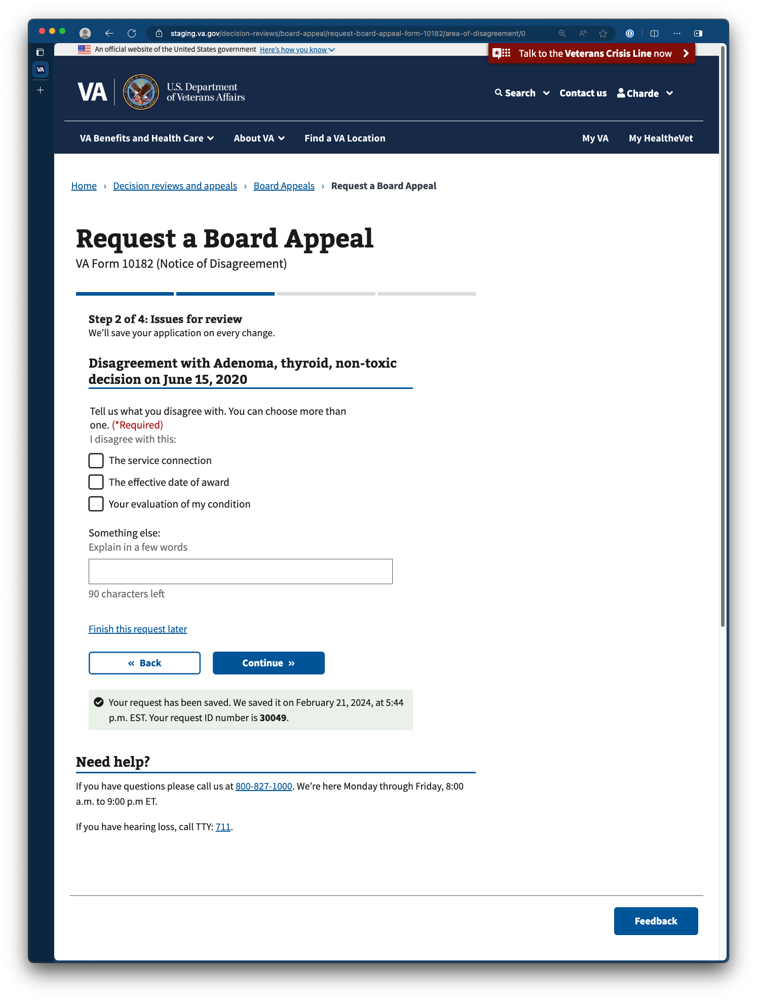 staging.va.gov/decision-reviews/board-appeal/request-board-appeal-form-10182/area-of-disagreement/0
An official website of the United States government Here's how you know
Talk to the Veterans Crisis Line now
VA
VA
U.S. Department
of Veterans Affairs
Search
Contact us
Charde
VA Benefits and Health Care
About VA
Find a VA Location
My VA
My HealtheVet
Home › Decision reviews and appeals › Board Appeals › Request a Board Appeal
Request a Board Appeal
VA Form 10182 (Notice of Disagreement)
Step 2 of 4: Issues for review
We’ll save your application on every change.
Disagreement with Adenoma, thyroid, non-toxic
decision on June 15, 2020
Tell us what you disagree with. You can choose more than
one. (*Required)
I disagree with this:
The service connection
The effective date of award
Your evaluation of my condition
Something else:
Explain in a few words
90 characters left
Finish this request later
« Back
Continue »
Your request has been saved. We saved it on February 21, 2024, at 5:44
p.m. EST. Your request ID number is 30049.
Need help?
If you have questions please call us at 800-827-1000. We’re here Monday through Friday, 8:00
a.m. to 9:00 p.m ET.
If you have hearing loss, call TTY: 711.
Feedback